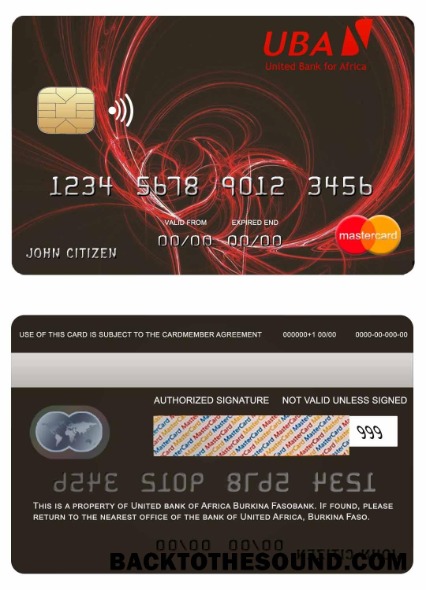 UBA
United Bank for Africa
1234 5678 9012 3456
VALID FROM EXPIRED END
00/00 00/00
mastercard
JOHN CITIZEN
USE OF THIS CARD IS SUBJECT TO THE CARDMEMBER AGREEMENT 000000+1 00/00 0000-00-000-00
AUTHORIZED SIGNATURE NOT VALID UNLESS SIGNED
MasterCard MasterCard MasterCard
999
THIS IS A PROPERTY OF UNITED BANK OF AFRICA BURKINA FASOBANK. IF FOUND, PLEASE
RETURN TO THE NEAREST OFFICE OF THE BANK OF UNITED AFRICA, BURKINA FASO.
BACKTOTHESOUND.COM